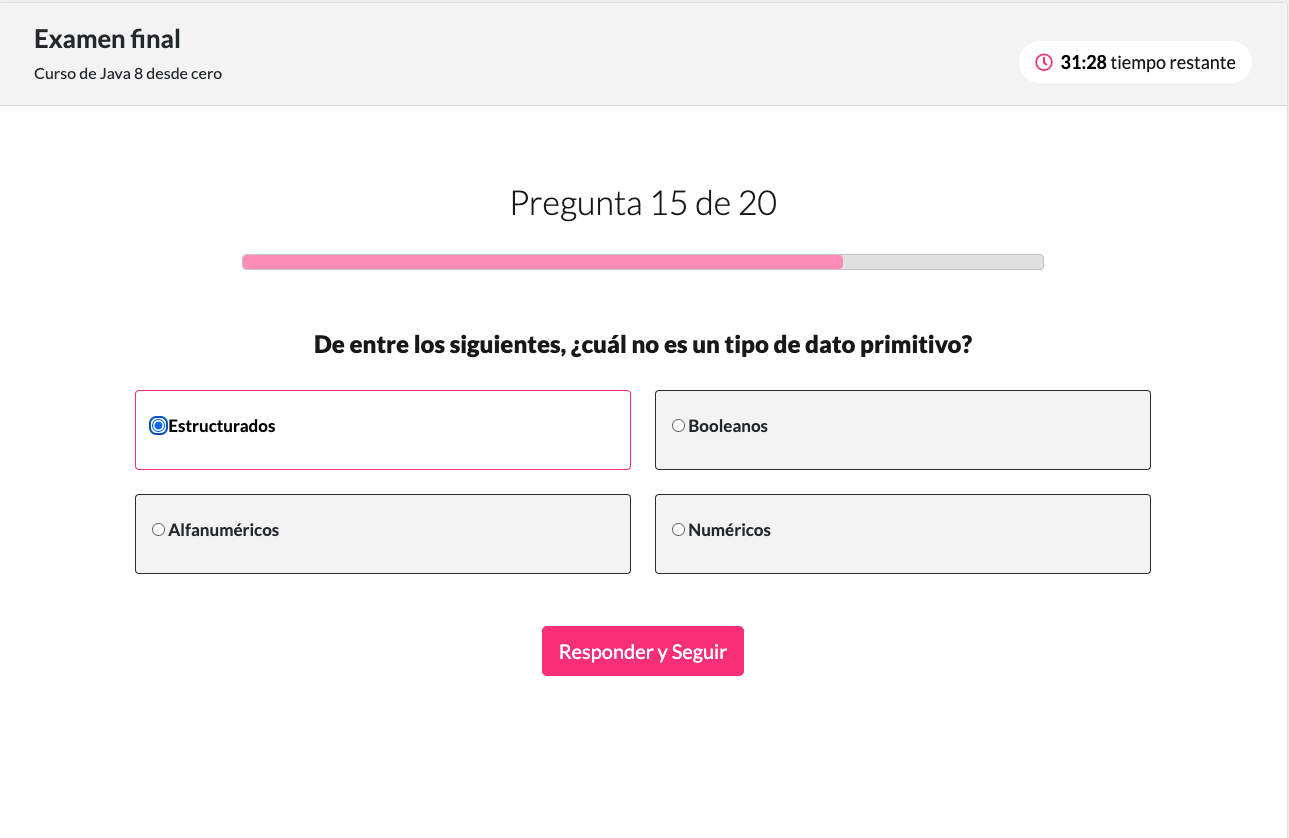 Examen final
Curso de Java 8 desde cero
31:28 tiempo restante
Pregunta 15 de 20
De entre los siguientes, ¿cuál no es un tipo de dato primitivo?
Estructurados
Booleanos
Alfanuméricos
Numéricos
Responder y Seguir